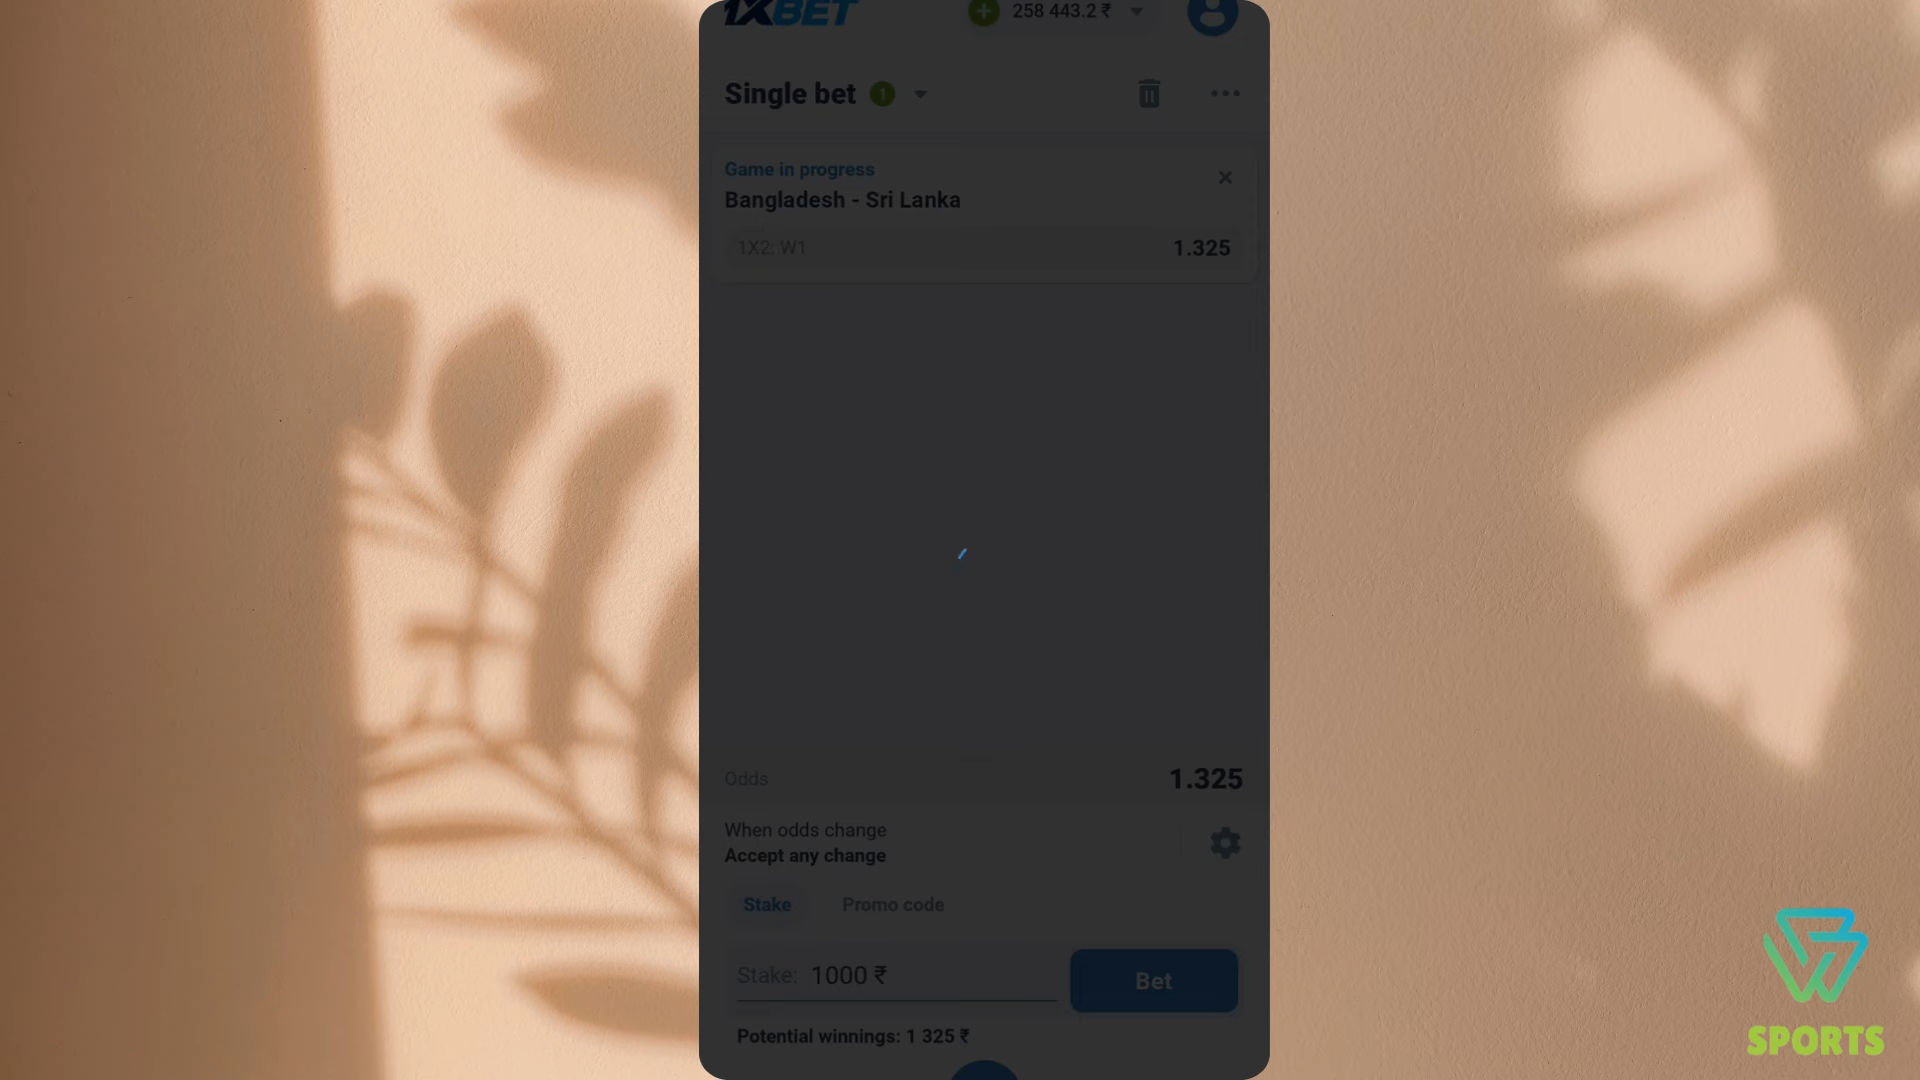 1XBET
258 443.2 ₹
Single bet 1
Game in progress
Bangladesh - Sri Lanka
1X2: W1 1.325
Odds 1.325
When odds change
Accept any change
Stake Promo code
Stake: 1000 ₹ Bet
Potential winnings: 1 325 ₹
SPORTS